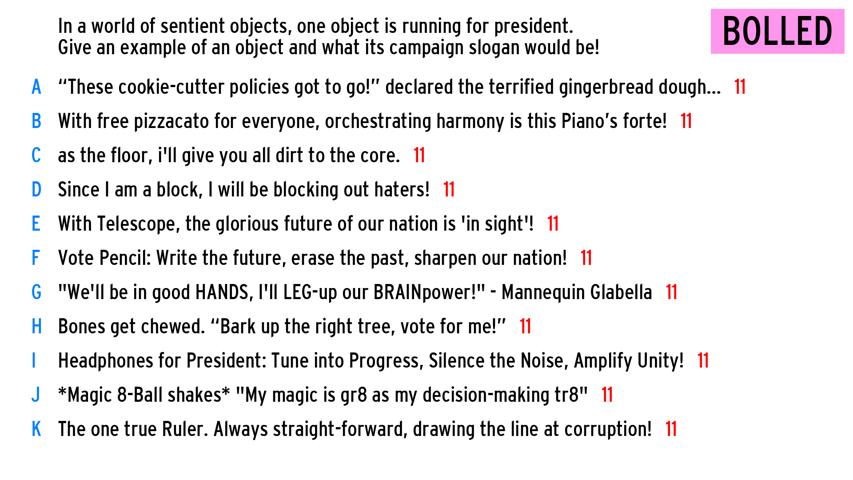 In a world of sentient objects, one object is running for president.
Give an example of an object and what its campaign slogan would be!
BOLLED
A “These cookie-cutter policies got to go!” declared the terrified gingerbread dough... 11
B With free pizzacato for everyone, orchestrating harmony is this Piano’s forte! 11
C as the floor, i'll give you all dirt to the core. 11
D Since I am a block, I will be blocking out haters! 11
E With Telescope, the glorious future of our nation is 'in sight'! 11
F Vote Pencil: Write the future, erase the past, sharpen our nation! 11
G "We'll be in good HANDS, I'll LEG-up our BRAINpower!" - Mannequin Glabella 11
H Bones get chewed. “Bark up the right tree, vote for me!” 11
I Headphones for President: Tune into Progress, Silence the Noise, Amplify Unity! 11
J *Magic 8-Ball shakes* "My magic is gr8 as my decision-making tr8" 11
K The one true Ruler. Always straight-forward, drawing the line at corruption! 11